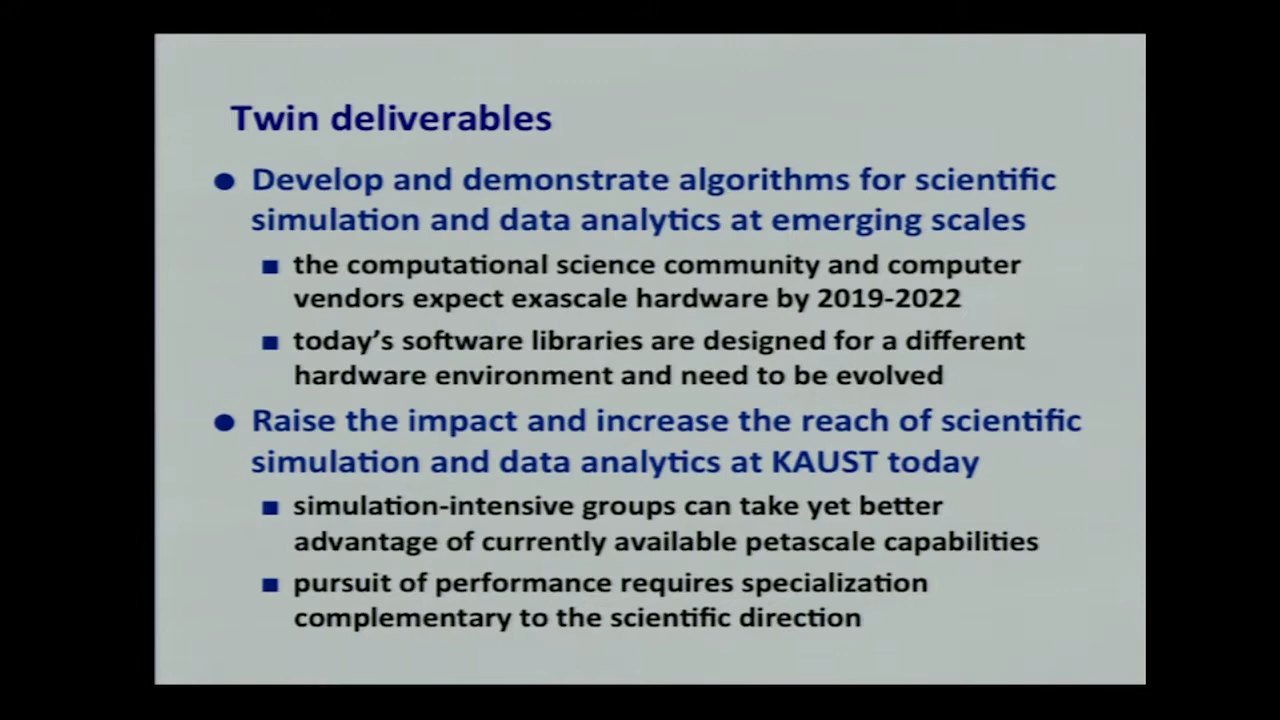 Twin deliverables
● Develop and demonstrate algorithms for scientific
simulation and data analytics at emerging scales
■ the computational science community and computer
vendors expect exascale hardware by 2019-2022
■ today's software libraries are designed for a different
hardware environment and need to be evolved
● Raise the impact and increase the reach of scientific
simulation and data analytics at KAUST today
■ simulation-intensive groups can take yet better
advantage of currently available petascale capabilities
■ pursuit of performance requires specialization
complementary to the scientific direction